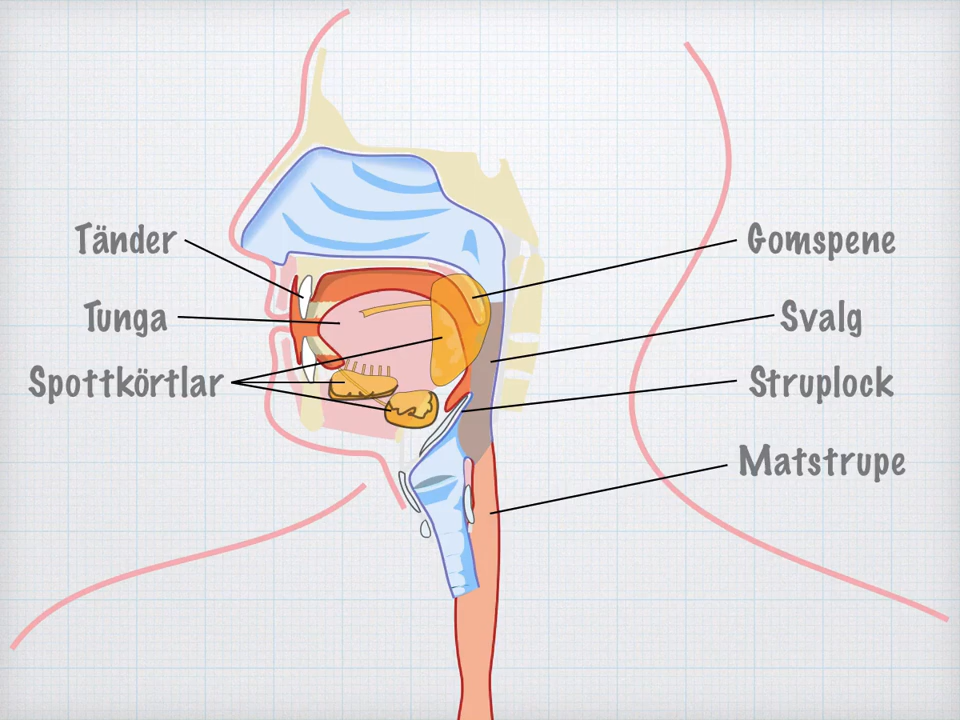 Tänder
Tunga
Spottkörtlar
Gomspene
Svalg
Struplock
Matstrupe